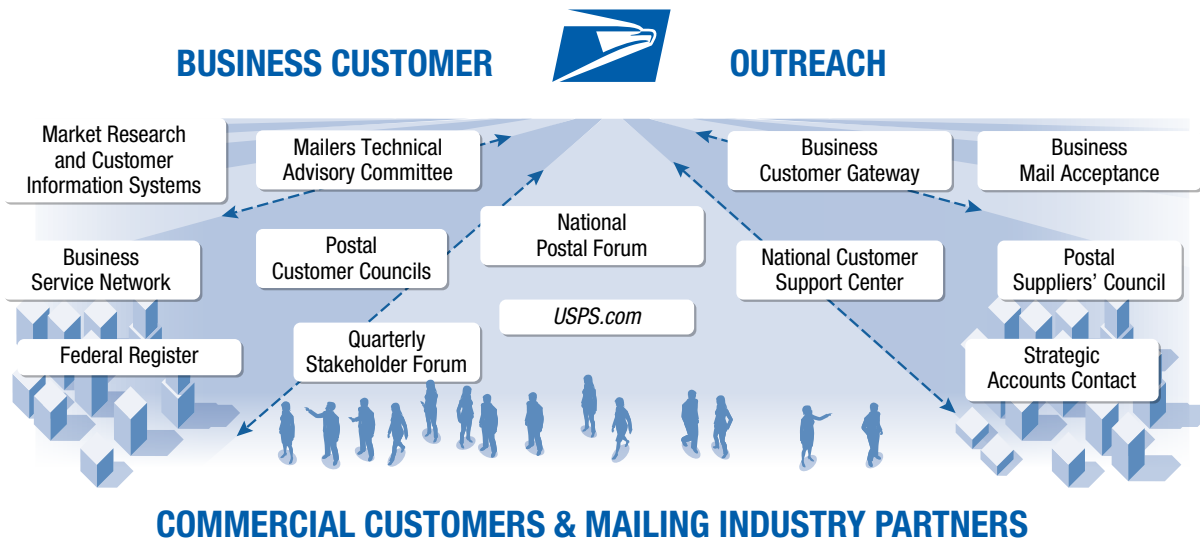 BUSINESS CUSTOMER OUTREACH
Market Research
and Customer
Information Systems
Mailers Technical
Advisory Committee
Business
Customer Gateway
Business
Mail Acceptance
Business
Service Network
Postal
Customer Councils
National
Postal Forum
National Customer
Support Center
Postal
Suppliers’ Council
USPS.com
Federal Register
Quarterly
Stakeholder Forum
Strategic
Accounts Contact
COMMERCIAL CUSTOMERS & MAILING INDUSTRY PARTNERS